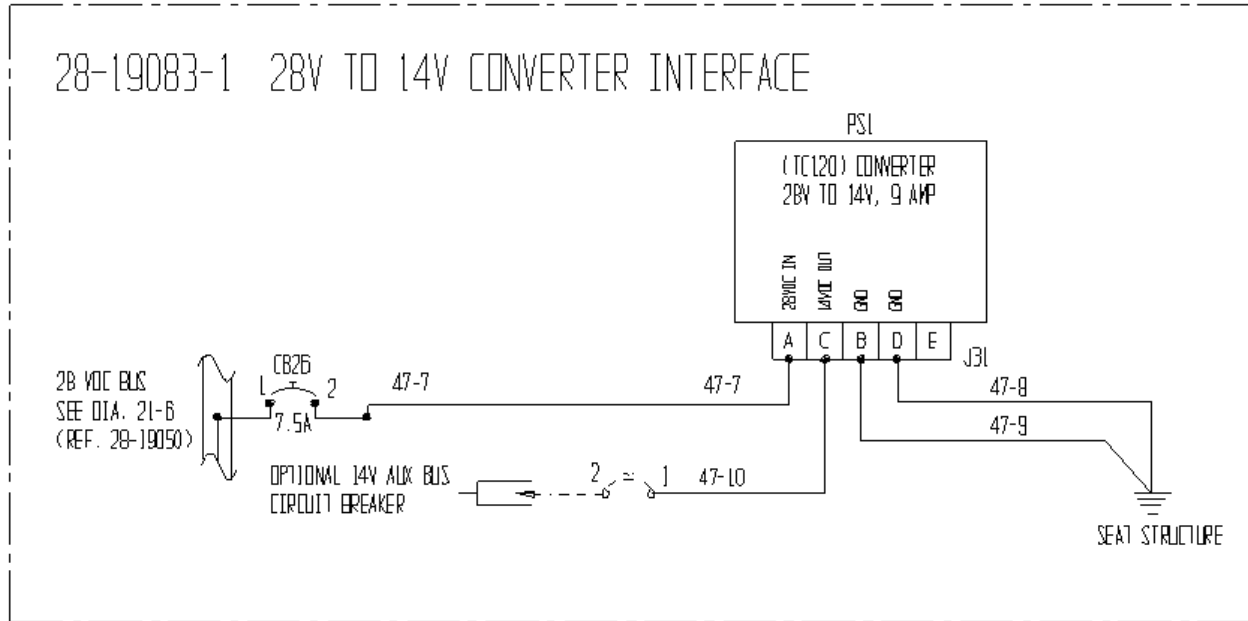 28-19083-1 28V TO 14V CONVERTER INTERFACE
PS1
(TC120) CONVERTER
28V TO 14V, 9 AMP
28VDC IN
14VDC OUT
GND
GND
A C B D E
J31
28 VDC BUS
SEE DIA. 21-6
(REF. 28-19050)
CB26
1 2
7.5A
47-7
47-7
47-8
47-9
OPTIONAL 14V AUX BUS
CIRCUIT BREAKER
2 1
47-10
SEAT STRUCTURE